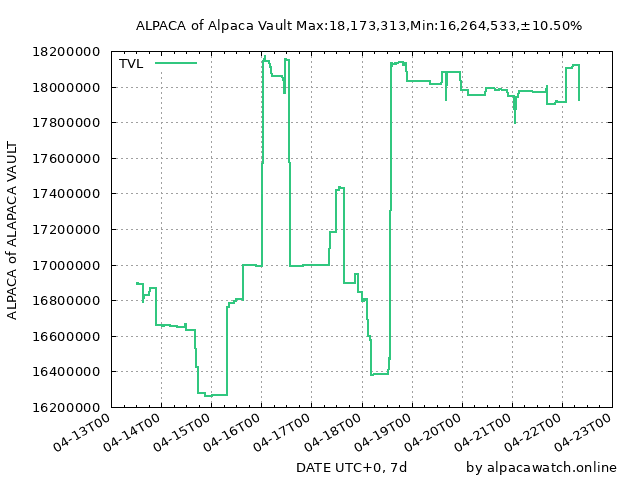 ALPACA of Alpaca Vault Max:18,173,313,Min:16,264,533,±10.50%
TVL
18200000
18000000
17800000
17600000
17400000
17200000
17000000
16800000
16600000
16400000
16200000
ALPACA of ALAPACA VAULT
04-13T00
04-14T00
04-15T00
04-16T00
04-17T00
04-18T00
04-19T00
04-20T00
04-21T00
04-22T00
04-23T00
DATE UTC+0, 7d
by alpacawatch.online